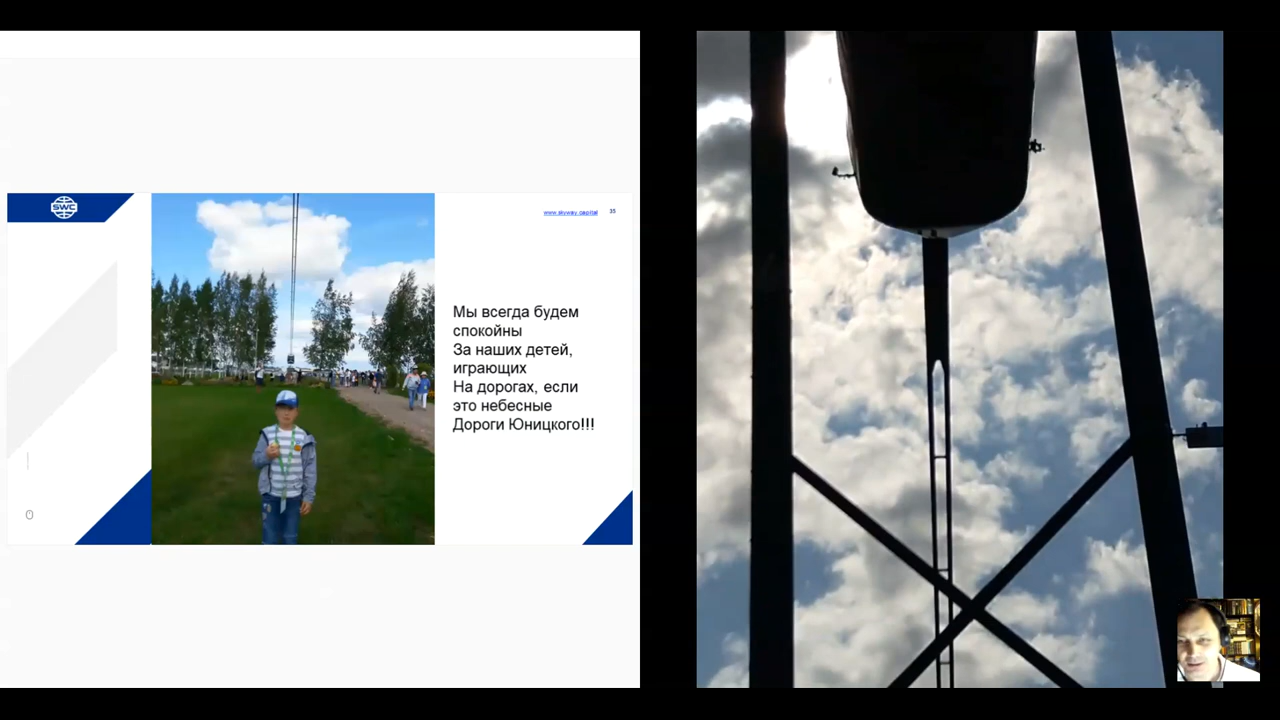 SWC
www.skyway.capital
35
Мы всегда будем
спокойны
За наших детей,
играющих
На дорогах, если
это небесные
Дороги Юницкого!!!